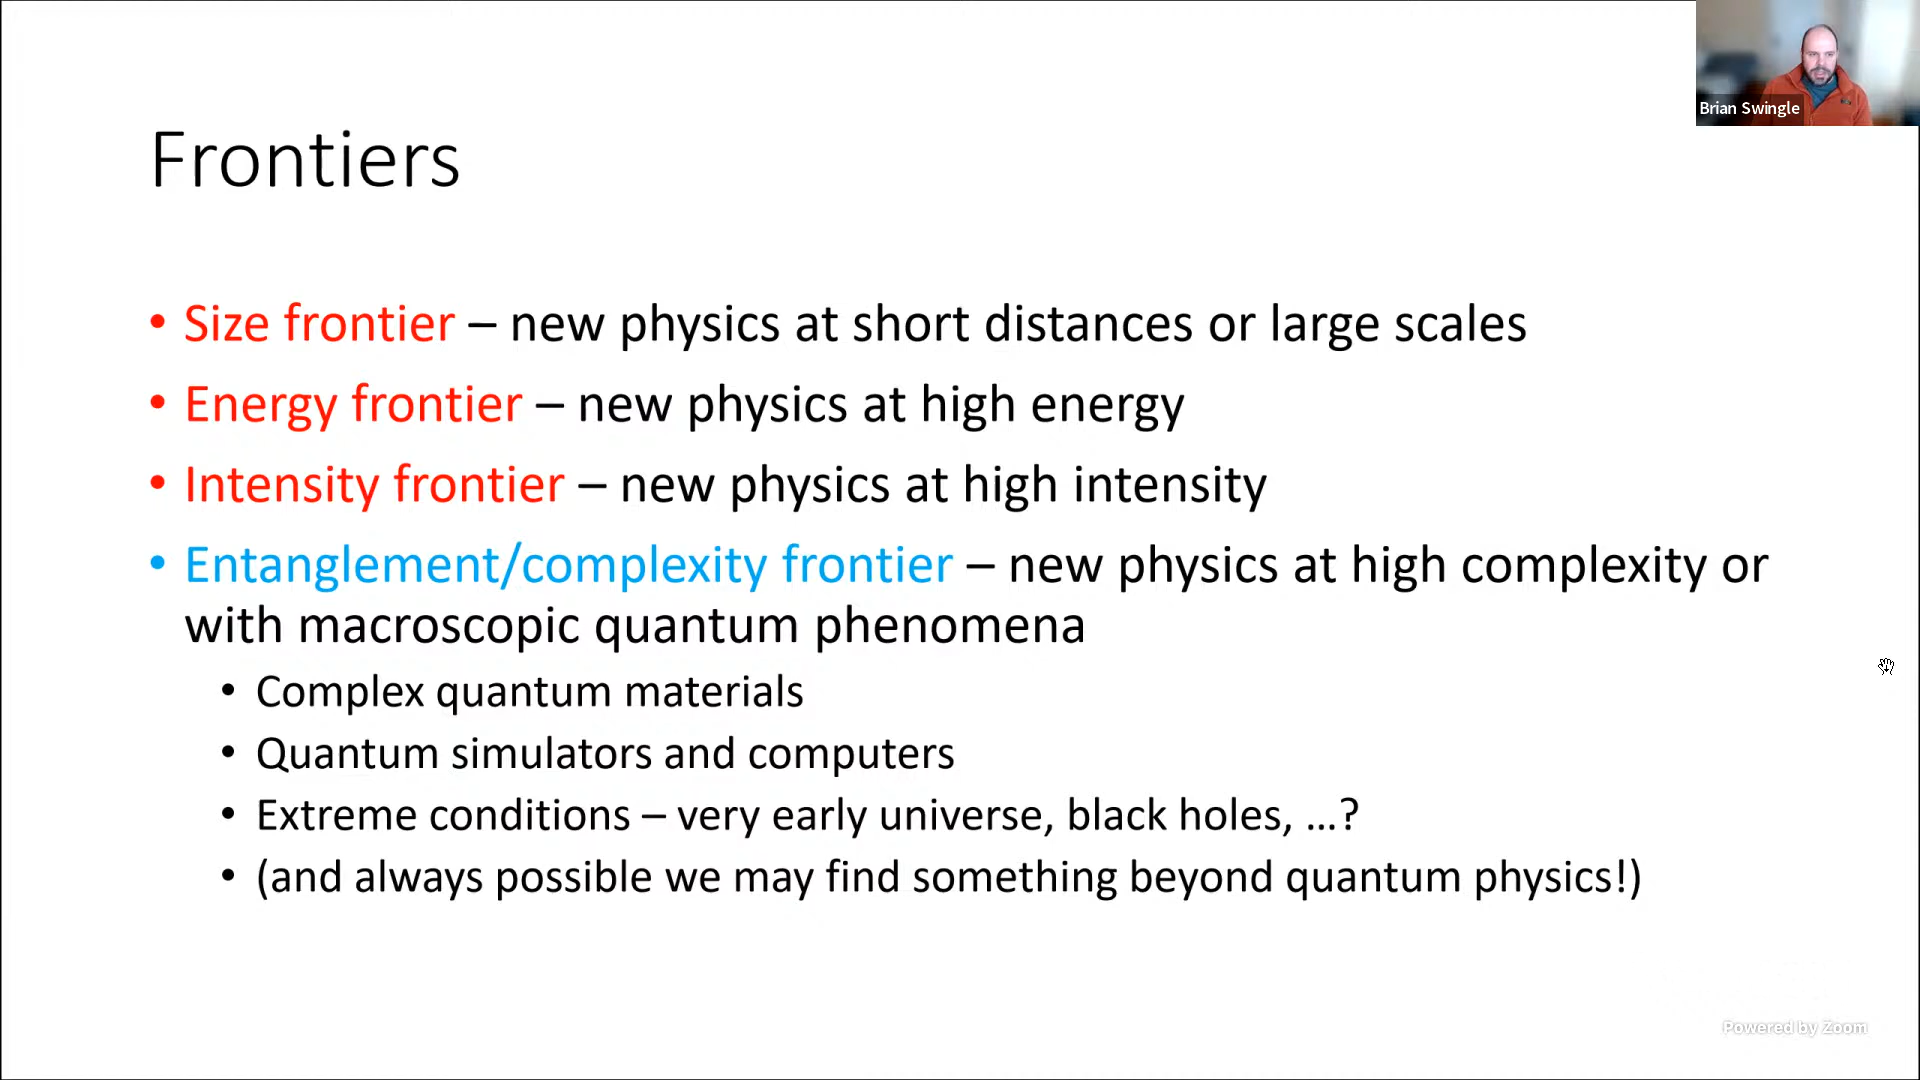 Brian Swingle
Frontiers
• Size frontier – new physics at short distances or large scales
• Energy frontier – new physics at high energy
• Intensity frontier – new physics at high intensity
• Entanglement/complexity frontier – new physics at high complexity or
with macroscopic quantum phenomena
• Complex quantum materials
• Quantum simulators and computers
• Extreme conditions – very early universe, black holes, …?
• (and always possible we may find something beyond quantum physics!)
Powered by Zoom